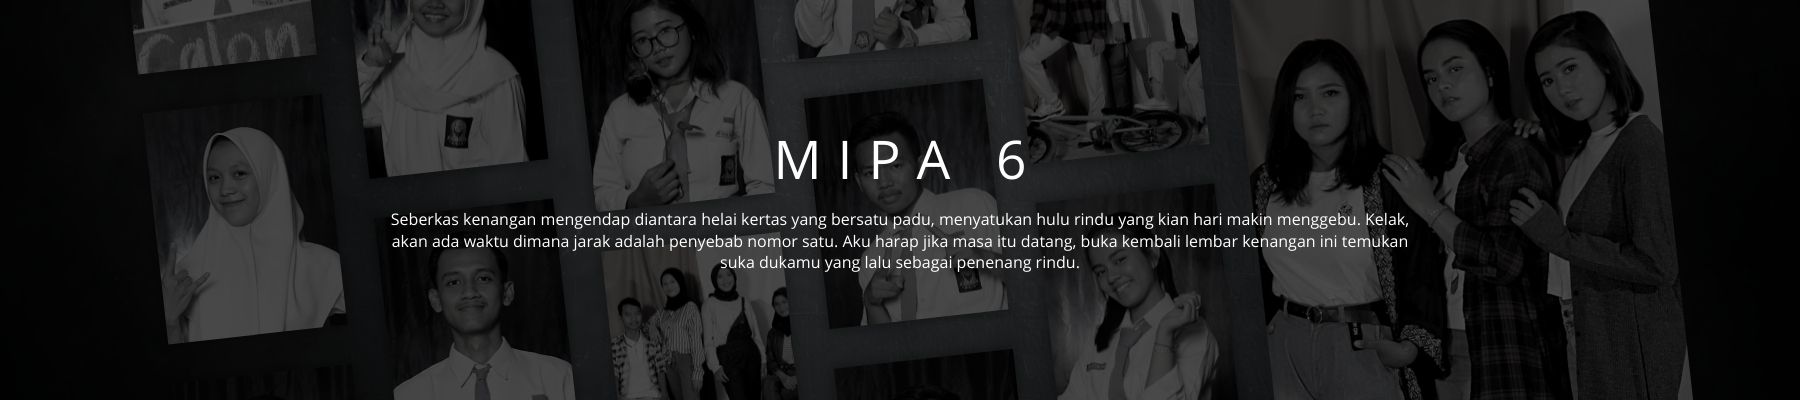 Calon
MIPA 6
Seberkas kenangan mengendap diantara helai kertas yang bersatu padu, menyatukan hulu rindu yang kian hari makin menggebu. Kelak,
akan ada waktu dimana jarak adalah penyebab nomor satu. Aku harap jika masa itu datang, buka kembali lembar kenangan ini temukan
suka dukamu yang lalu sebagai penenang rindu.